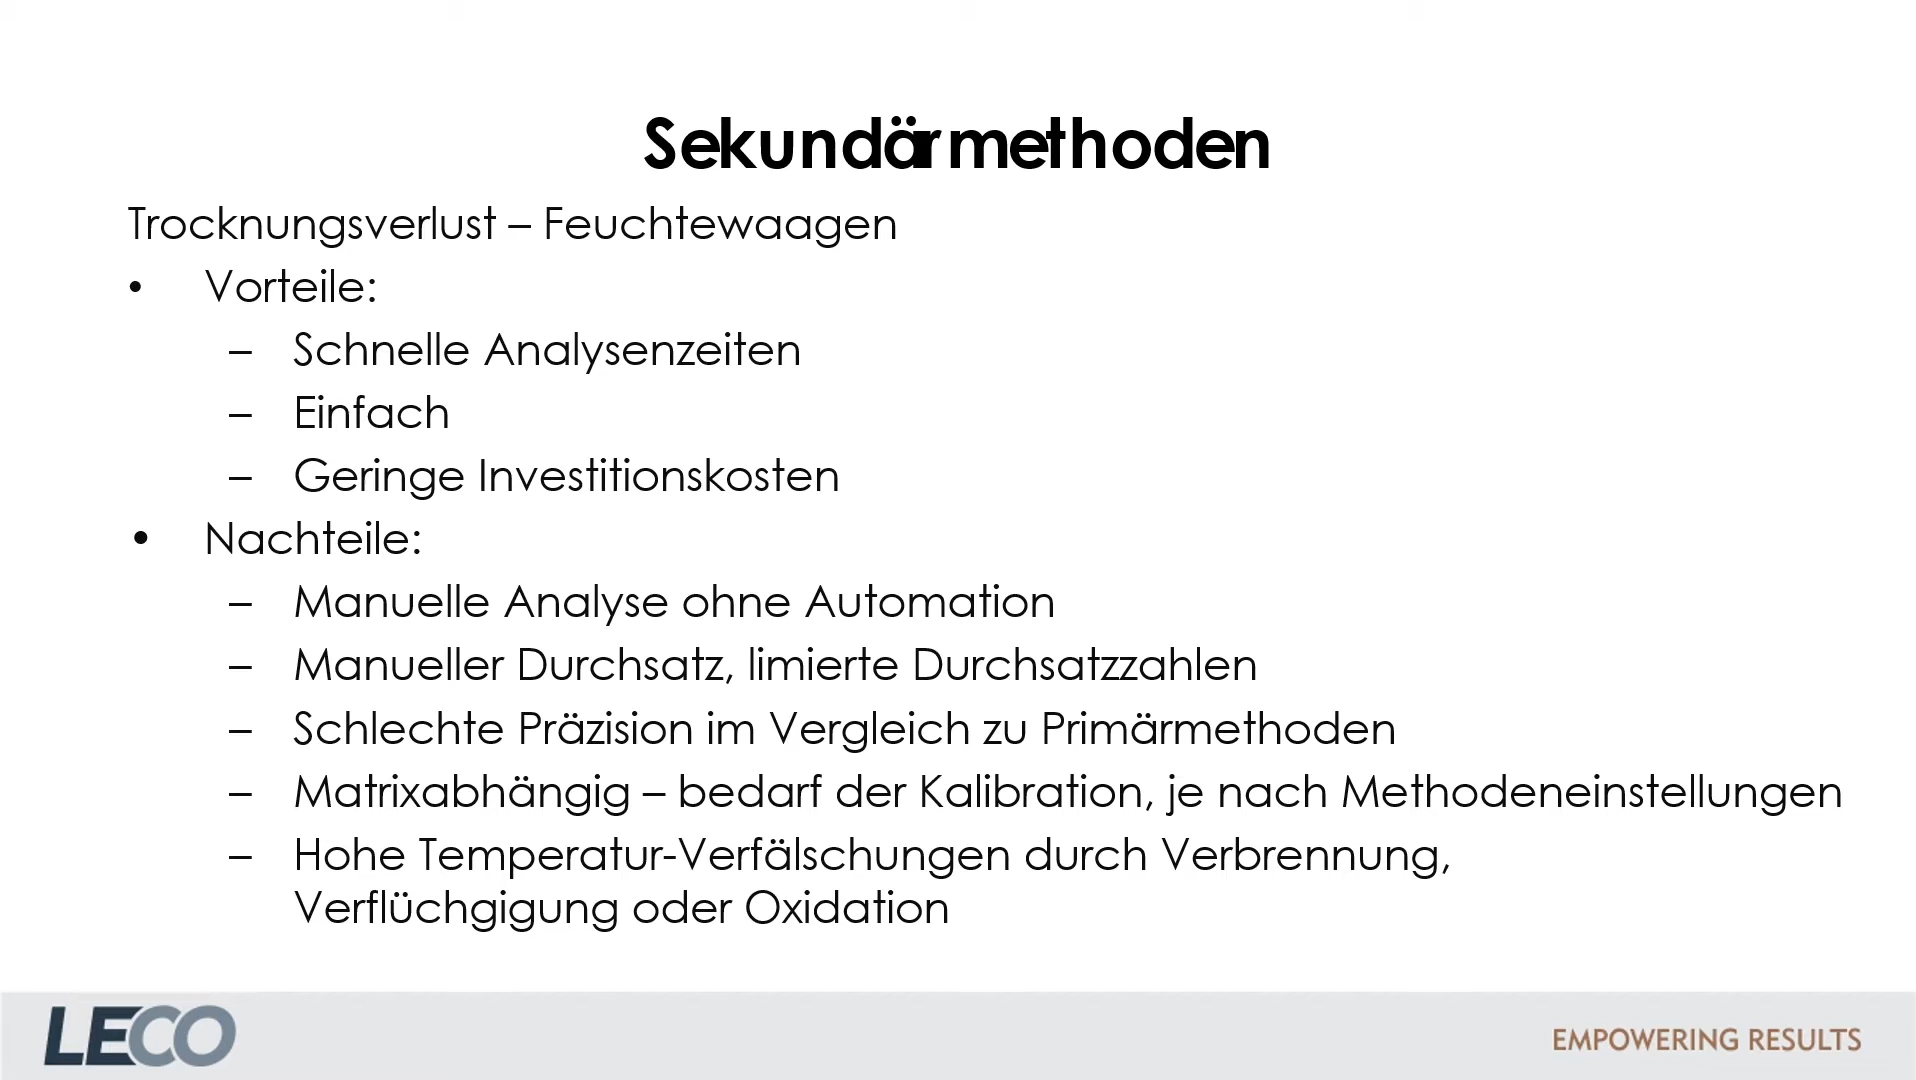 Sekundärmethoden
Trocknungsverlust – Feuchtewaagen
• Vorteile:
– Schnelle Analysenzeiten
– Einfach
– Geringe Investitionskosten
• Nachteile:
– Manuelle Analyse ohne Automation
– Manueller Durchsatz, limierte Durchsatzzahlen
– Schlechte Präzision im Vergleich zu Primärmethoden
– Matrixabhängig – bedarf der Kalibration, je nach Methodeneinstellungen
– Hohe Temperatur-Verfälschungen durch Verbrennung,
Verflüchgigung oder Oxidation
LECO
EMPOWERING RESULTS